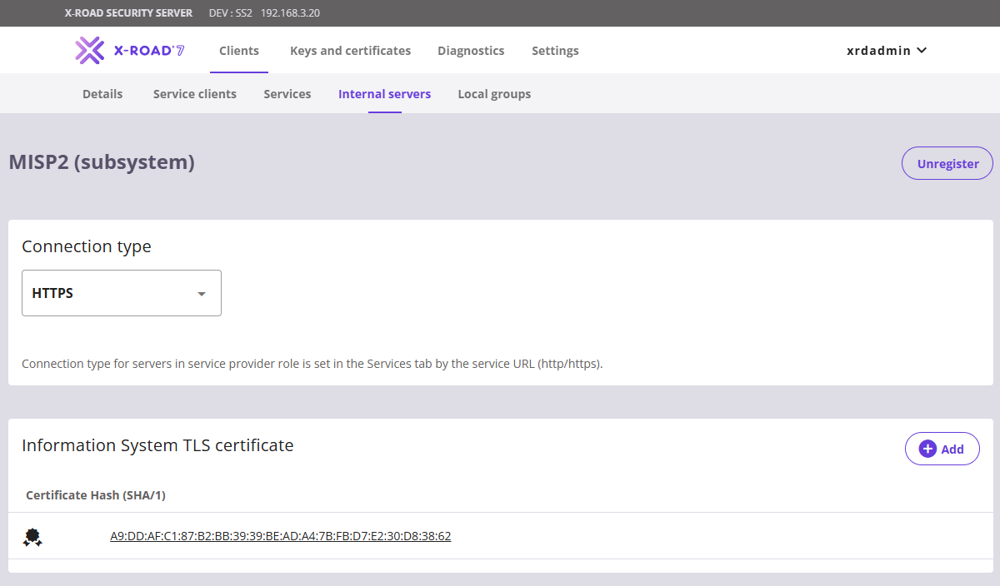 X-ROAD SECURITY SERVER DEV : SS2 192.168.3.20
X-ROAD® 7 Clients Keys and certificates Diagnostics Settings xrdadmin
Details Service clients Services Internal servers Local groups
MISP2 (subsystem) Unregister
Connection type
HTTPS
Connection type for servers in service provider role is set in the Services tab by the service URL (http/https).
Information System TLS certificate Add
Certificate Hash (SHA/1)
A9:DD:AF:C1:87:B2:BB:39:39:BE:AD:A4:7B:FB:D7:E2:30:D8:38:62